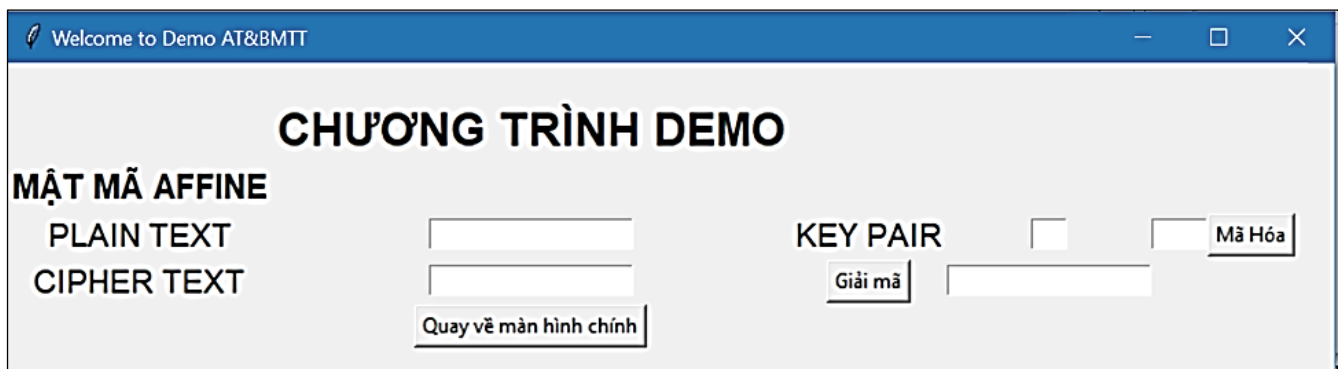 Welcome to Demo AT&BMTT
CHƯƠNG TRÌNH DEMO
MẬT MÃ AFFINE
PLAIN TEXT KEY PAIR Mã Hóa
CIPHER TEXT Giải mã
Quay về màn hình chính